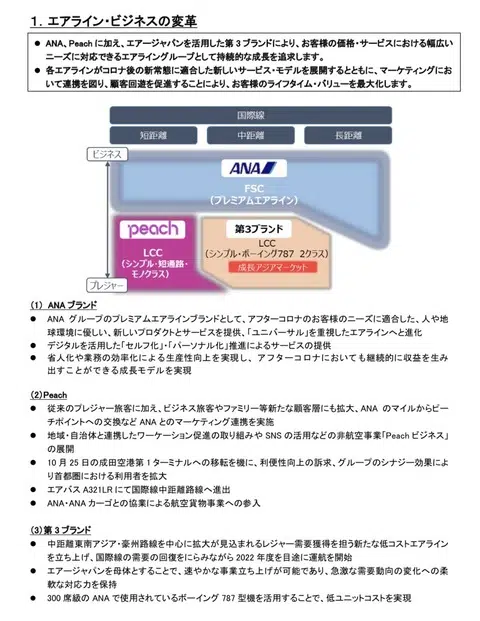 １．エアライン・ビジネスの変革
● ANA、Peach に加え、エアージャパンを活用した第３ブランドにより、お客様の価格・サービスにおける幅広い
ニーズに対応できるエアライングループとして持続的な成長を追求します。
● 各エアラインがコロナ後の新常態に適合した新しいサービス・モデルを展開するとともに、マーケティングにお
いて連携を図り、顧客回遊を促進することにより、お客様のライフタイム・バリューを最大化します。
国際線
短距離 中距離 長距離
ビジネス
ANA
FSC
（プレミアムエアライン）
peach
第3ブランド
LCC
（シンプル・短通路・
モノクラス）
LCC
（シンプル・ボーイング787 2クラス）
成長アジアマーケット
プレジャー
（１） ANA ブランド
● ANA グループのプレミアムエアラインブランドとして、アフターコロナのお客様のニーズに適合した、人や地
球環境に優しい、新しいプロダクトとサービスを提供、「ユニバーサル」を重視したエアラインへと進化
● デジタルを活用した「セルフ化」・「パーソナル化」推進によるサービスの提供
● 省人化や業務の効率化による生産性向上を実現し、アフターコロナにおいても継続的に収益を生み
出すことができる成長モデルを実現
（２）Peach
● 従来のプレジャー旅客に加え、ビジネス旅客やファミリー等新たな顧客層にも拡大、ANA のマイルからピー
チポイントへの交換など ANA とのマーケティング連携を実施
● 地域・自治体と連携したワーケーション促進の取り組みや SNS の活用などの非航空事業「Peach ビジネス」
の展開
● 10 月 25 日の成田空港第 1 ターミナルへの移転を機に、利便性向上の訴求、グループのシナジー効果によ
り首都圏における利用者を拡大
● エアバス A321LR にて国際線中距離路線へ進出
● ANA・ANA カーゴとの協業による航空貨物事業への参入
（３）第３ブランド
● 中距離東南アジア・豪州路線を中心に拡大が見込まれるレジャー需要獲得を担う新たな低コストエアライン
を立ち上げ、国際線の需要の回復をにらみながら 2022 年度を目途に運航を開始
● エアージャパンを母体とすることで、速やかな事業立ち上げが可能であり、急激な需要動向の変化への柔
軟な対応力を保持
● 300 席級の ANA で使用されているボーイング 787 型機を活用することで、低ユニットコストを実現